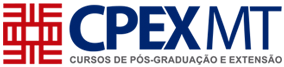 CPEX MT
CURSOS DE PÓS-GRADUAÇÃO E EXTENSÃO